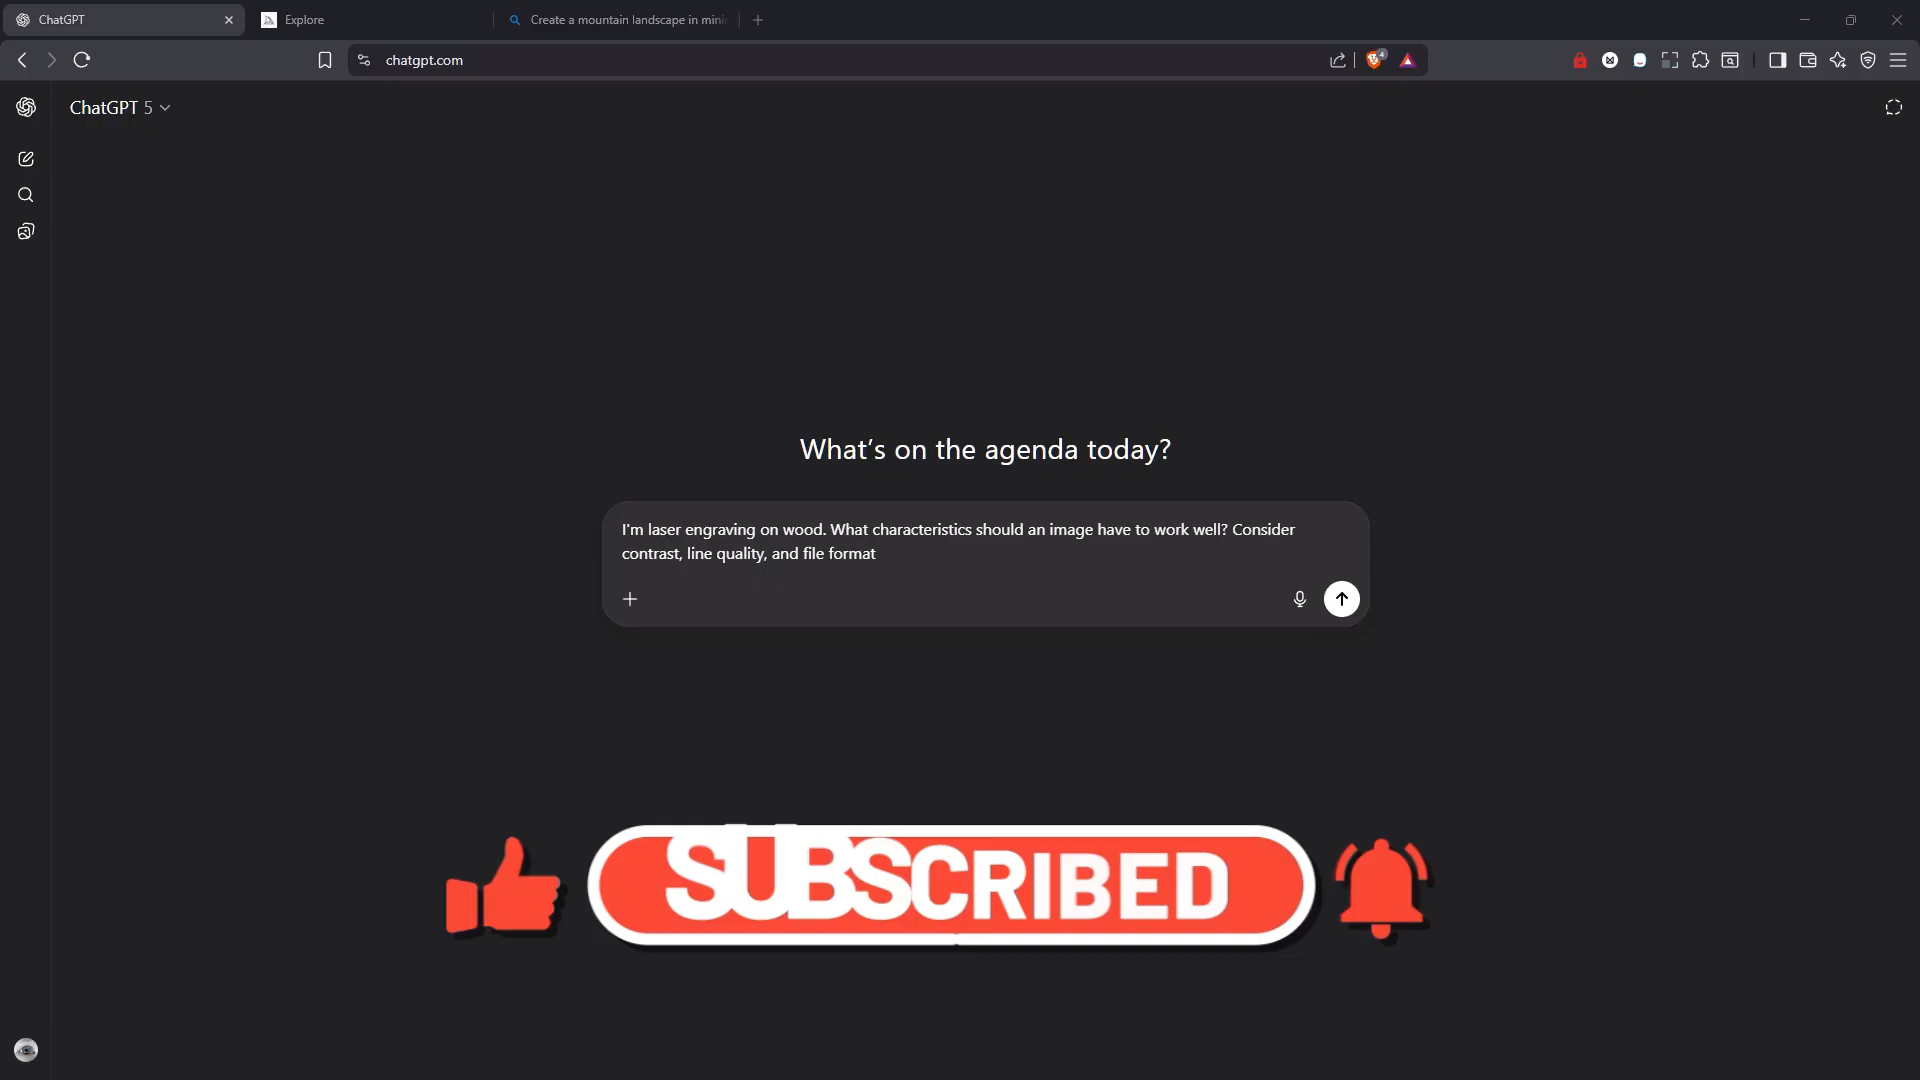 ChatGPT
Explore
Create a mountain landscape in mini
chatgpt.com
4
ChatGPT 5
What's on the agenda today?
I'm laser engraving on wood. What characteristics should an image have to work well? Consider
contrast, line quality, and file format
SUBSCRIBED